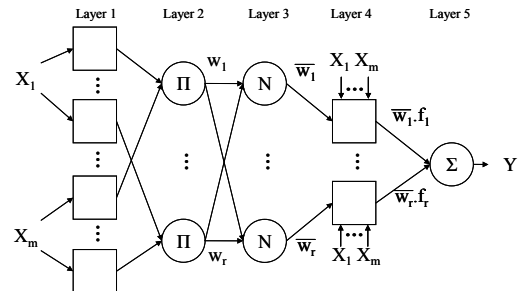 Layer 1 Layer 2 Layer 3 Layer 4 Layer 5
X₁ Xₘ
w₁ w̅₁
X₁
Π N
w̅₁.f₁
Σ Y
w̅ᵣ.fᵣ
Xₘ
Π N
wᵣ w̅ᵣ
X₁ Xₘ